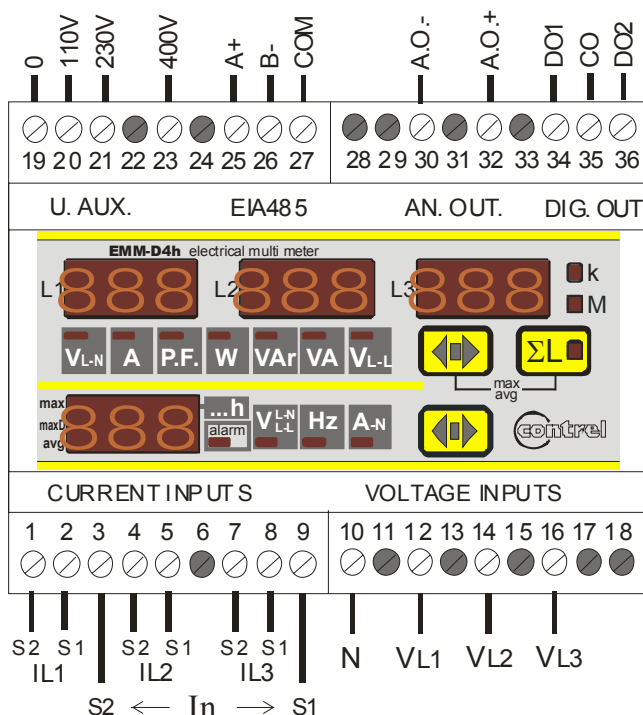 0 110V 230V 400V A+ B- COM A.O.- A.O.+ DO1 CO DO2
19 20 21 22 23 24 25 26 27 28 29 30 31 32 33 34 35 36
U. AUX. EIA485 AN. OUT. DIG. OUT
EMM-D4h electrical multi meter
L1 888 L2 888 L3 888 k
M
VL-N A P.F. W VAr VA VL-L ΣL
max
avg
max 888 ...h
maxD alarm VL-N L-L Hz A-N contrel
avg
CURRENT INPUTS VOLTAGE INPUTS
1 2 3 4 5 6 7 8 9 10 11 12 13 14 15 16 17 18
S2 S1 S2 S1 S2 S1 N VL1 VL2 VL3
IL1 IL2 IL3
S2 ← In → S1